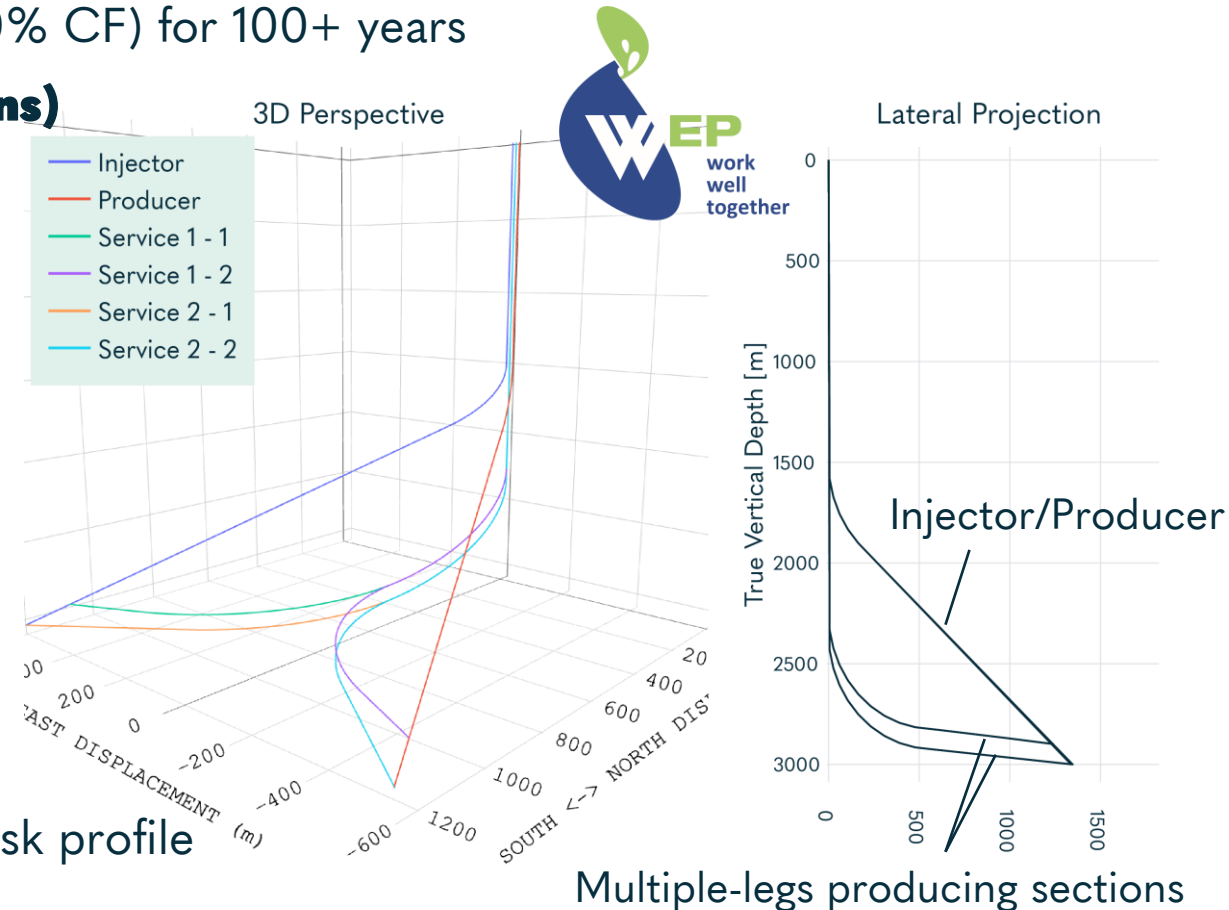 0% CF) for 100+ years
ns)
3D Perspective
Injector
Producer
Service 1 - 1
Service 1 - 2
Service 2 - 1
Service 2 - 2
00
200
0
-200
-400
-600
AST DISPLACEMENT (m)
1200
1000
800
600
400
20
SOUTH <-> NORTH DIS
sk profile
W EP
work
well
together
Lateral Projection
0
500
1000
1500
2000
2500
3000
True Vertical Depth [m]
0
500
1000
1500
Injector/Producer
Multiple-legs producing sections